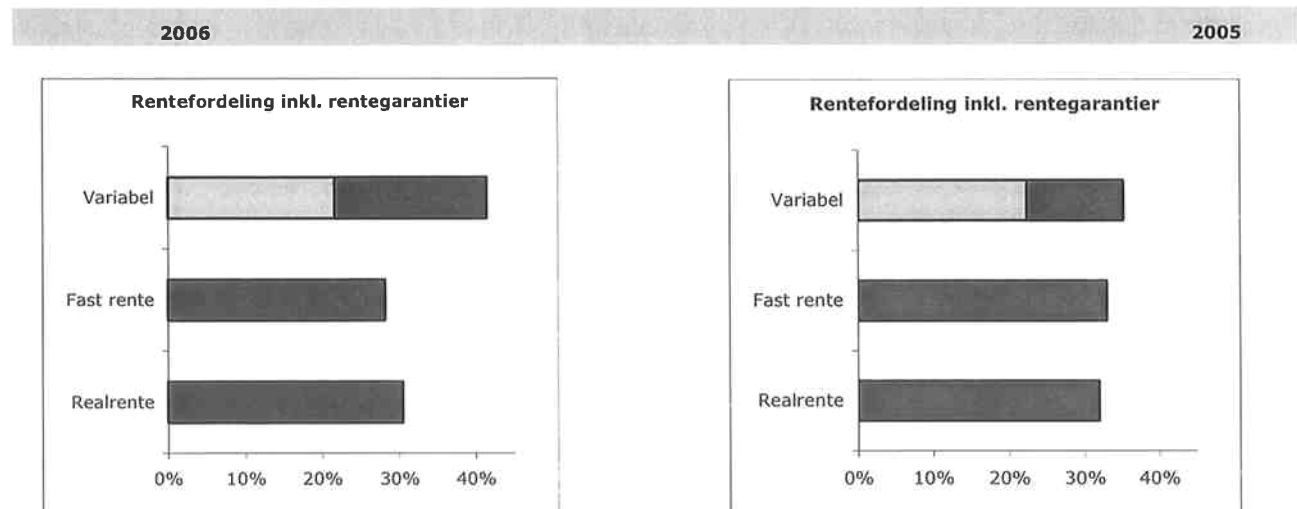 2006
2005
Rentefordeling inkl. rentegarantier
Variabel
Fast rente
Realrente
0% 10% 20% 30% 40%
Rentefordeling inkl. rentegarantier
Variabel
Fast rente
Realrente
0% 10% 20% 30% 40%